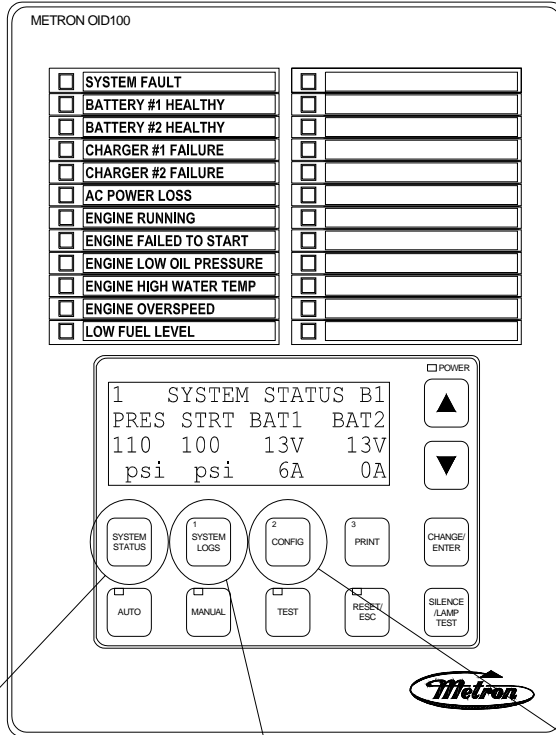 METRON OID100
SYSTEM FAULT
BATTERY #1 HEALTHY
BATTERY #2 HEALTHY
CHARGER #1 FAILURE
CHARGER #2 FAILURE
AC POWER LOSS
ENGINE RUNNING
ENGINE FAILED TO START
ENGINE LOW OIL PRESSURE
ENGINE HIGH WATER TEMP
ENGINE OVERSPEED
LOW FUEL LEVEL
POWER
1 SYSTEM STATUS B1
PRES STRT BAT1 BAT2
110 100 13V 13V
psi psi 6A 0A
SYSTEM
STATUS
1
SYSTEM
LOGS
2
CONFIG
3
PRINT
CHANGE/
ENTER
AUTO
MANUAL
TEST
RESET/
ESC
SILENCE
/LAMP
TEST
Metron